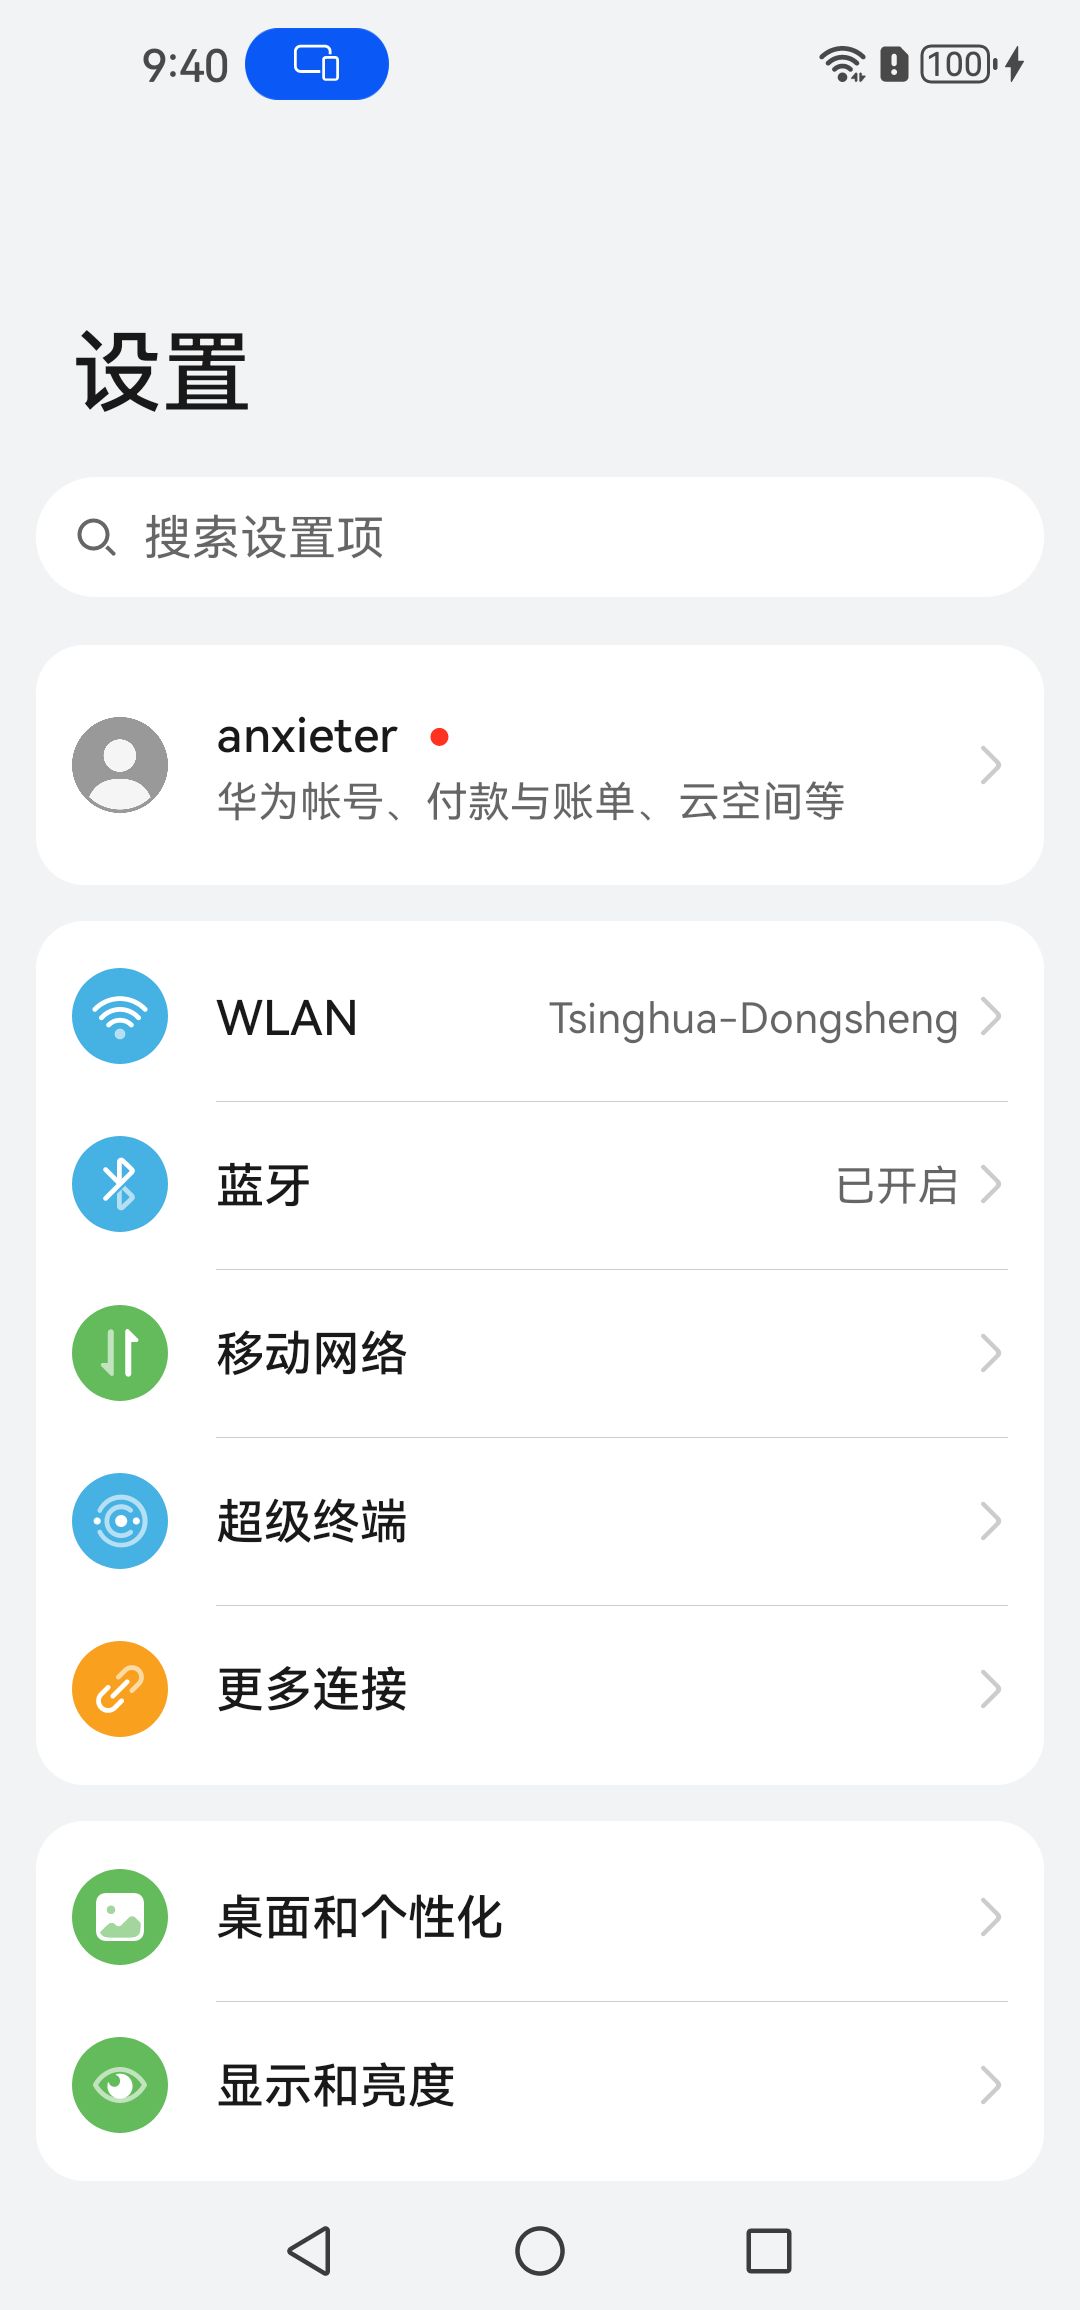 9:40
100
设置
搜索设置项
anxieter
华为帐号、付款与账单、云空间等
WLAN Tsinghua-Dongsheng
蓝牙 已开启
移动网络
超级终端
更多连接
桌面和个性化
显示和亮度